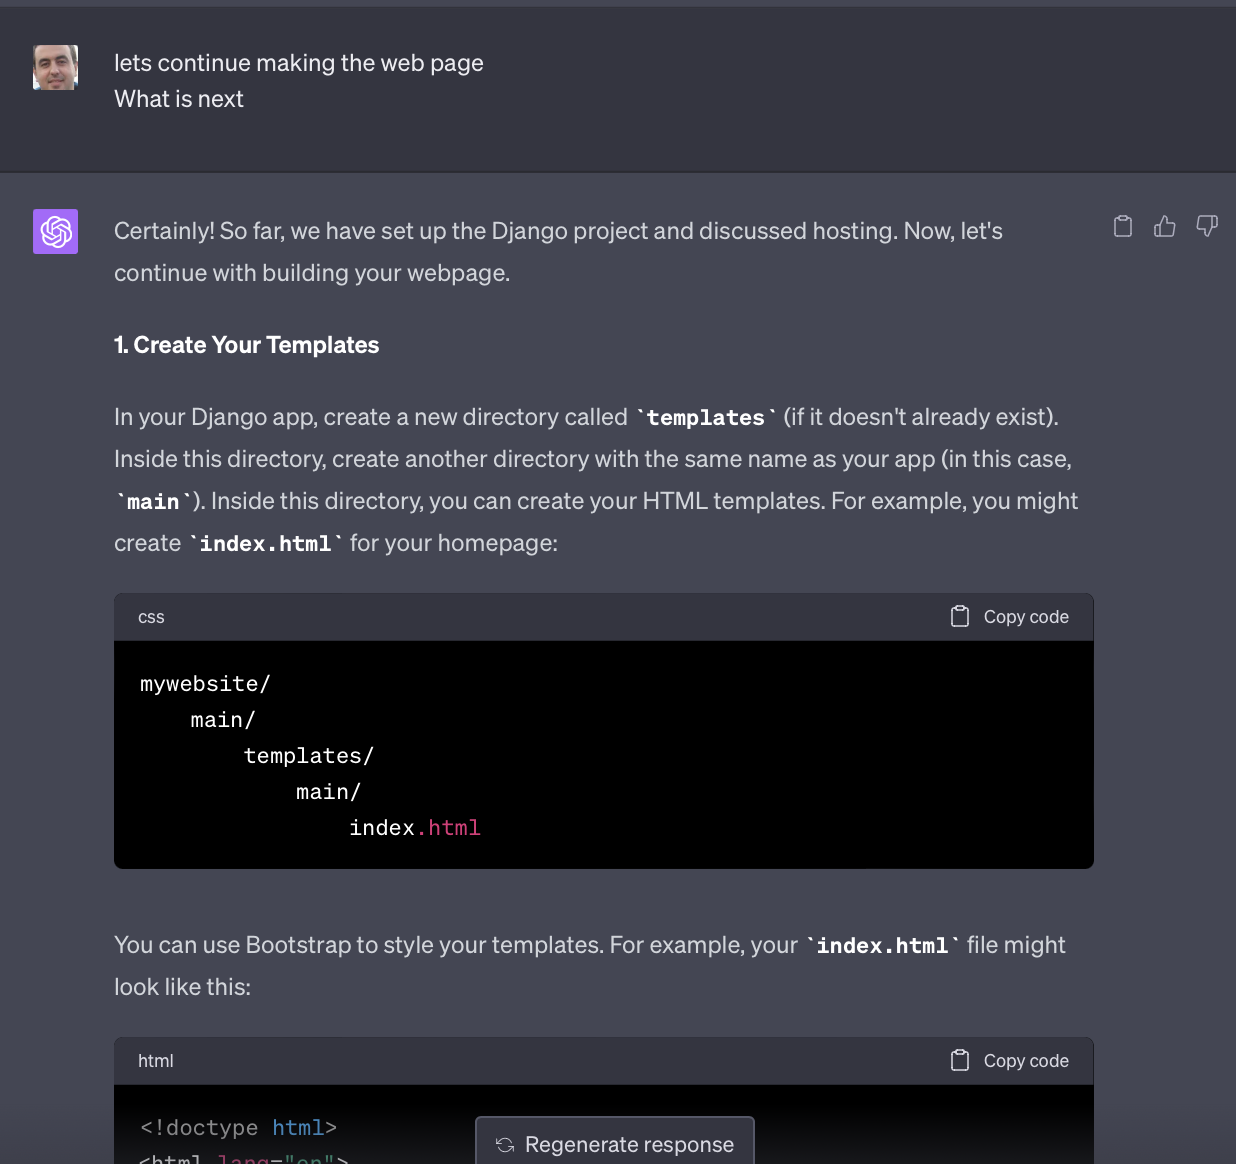 lets continue making the web page
What is next
Certainly! So far, we have set up the Django project and discussed hosting. Now, let's
continue with building your webpage.
1. Create Your Templates
In your Django app, create a new directory called `templates` (if it doesn't already exist).
Inside this directory, create another directory with the same name as your app (in this case,
`main`). Inside this directory, you can create your HTML templates. For example, you might
create `index.html` for your homepage:
css Copy code
mywebsite/
main/
templates/
main/
index.html
You can use Bootstrap to style your templates. For example, your `index.html` file might
look like this:
html Copy code
<!doctype html>
Regenerate response
<html lang="en">